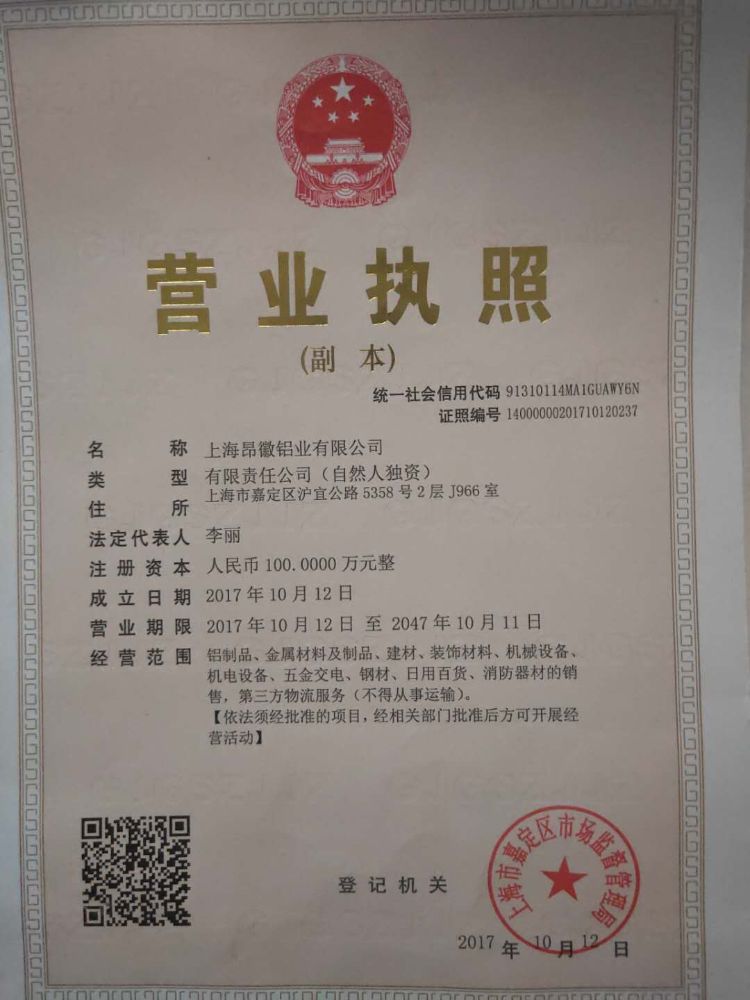 营业执照
(副本)
统一社会信用代码 91310114MA1GUAWY6N
证照编号 14000000201710120237
名称 上海昂徽铝业有限公司
类型 有限责任公司（自然人独资）
住所 上海市嘉定区沪宜公路5358号2层J966室
法定代表人 李丽
注册资本 人民币100.0000万元整
成立日期 2017年10月12日
营业期限 2017年10月12日 至 2047年10月11日
经营范围 铝制品、金属材料及制品、建材、装饰材料、机械设备、
机电设备、五金交电、钢材、日用百货、消防器材的销
售，第三方物流服务（不得从事运输）。
【依法须经批准的项目，经相关部门批准后方可开展经
营活动】
登记机关
上海市嘉定区市场监督管理局
2017年10月12日